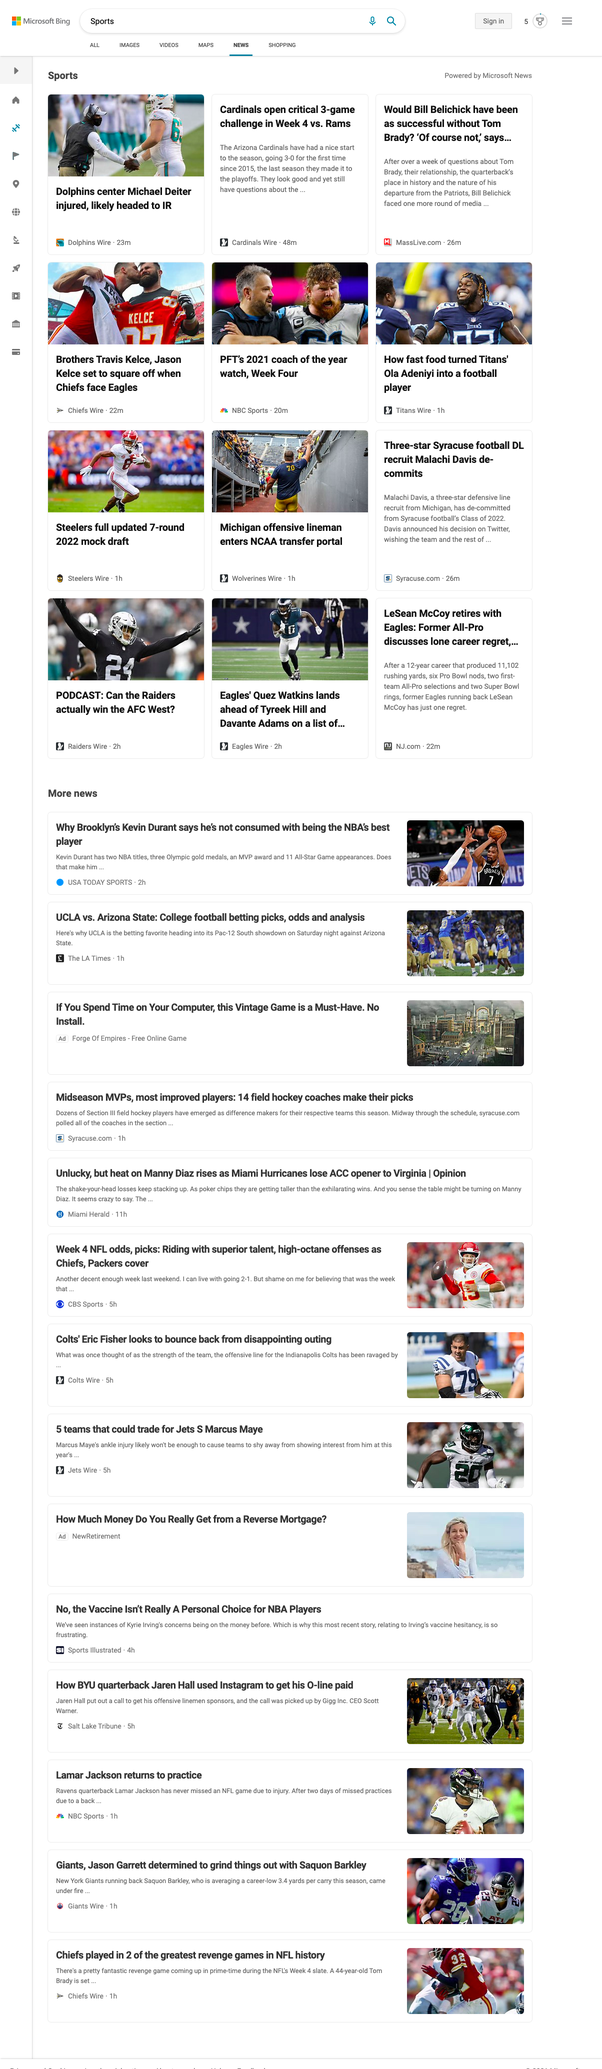 Microsoft Bing
Sports
Sign in
5
ALL
IMAGES
VIDEOS
MAPS
NEWS
SHOPPING
Sports
Powered by Microsoft News
Dolphins center Michael Deiter
injured, likely headed to IR
Dolphins Wire · 23m
Cardinals open critical 3-game
challenge in Week 4 vs. Rams
The Arizona Cardinals have had a nice start
to the season, going 3-0 for the first time
since 2015, the last season they made it to
the playoffs. They look good and yet still
have questions about the ...
Cardinals Wire · 48m
Would Bill Belichick have been
as successful without Tom
Brady? ‘Of course not,’ says...
After over a week of questions about Tom
Brady, their relationship, the quarterback's
place in history and the nature of his
departure from the Patriots, Bill Belichick
faced one more round of media ...
MassLive.com · 26m
KELCE
Brothers Travis Kelce, Jason
Kelce set to square off when
Chiefs face Eagles
Chiefs Wire · 22m
PFT's 2021 coach of the year
watch, Week Four
NBC Sports · 20m
How fast food turned Titans'
Ola Adeniyi into a football
player
Titans Wire · 1h
Steelers full updated 7-round
2022 mock draft
Steelers Wire · 1h
70
Michigan offensive lineman
enters NCAA transfer portal
Wolverines Wire · 1h
Three-star Syracuse football DL
recruit Malachi Davis de-
commits
Malachi Davis, a three-star defensive line
recruit from Michigan, has de-committed
from Syracuse football's Class of 2022.
Davis announced his decision on Twitter,
wishing the team and the rest of ...
Syracuse.com · 26m
PODCAST: Can the Raiders
actually win the AFC West?
Raiders Wire · 2h
Eagles' Quez Watkins lands
ahead of Tyreek Hill and
Davante Adams on a list of...
Eagles Wire · 2h
LeSean McCoy retires with
Eagles: Former All-Pro
discusses lone career regret,...
After a 12-year career that produced 11,102
rushing yards, six Pro Bowl nods, two first-
team All-Pro selections and two Super Bowl
rings, former Eagles running back LeSean
McCoy has just one regret.
NJ.com · 22m
More news
Why Brooklyn's Kevin Durant says he's not consumed with being the NBA's best
player
Kevin Durant has two NBA titles, three Olympic gold medals, an MVP award and 11 All-Star Game appearances. Does
that make him ...
USA TODAY SPORTS · 2h
UCLA vs. Arizona State: College football betting picks, odds and analysis
Here's why UCLA is the betting favorite heading into its Pac-12 South showdown on Saturday night against Arizona
State.
The LA Times · 1h
If You Spend Time on Your Computer, this Vintage Game is a Must-Have. No
Install.
Ad Forge Of Empires - Free Online Game
Midseason MVPs, most improved players: 14 field hockey coaches make their picks
Dozens of Section III field hockey players have emerged as difference makers for their respective teams this season. Midway through the schedule, syracuse.com
polled all of the coaches in the section ...
Syracuse.com · 1h
Unlucky, but heat on Manny Diaz rises as Miami Hurricanes lose ACC opener to Virginia | Opinion
The shake-your-head losses keep stacking up. As poker chips they are getting taller than the exhilarating wins. And you sense the table might be turning on Manny
Diaz. It seems crazy to say. The ...
Miami Herald · 11h
Week 4 NFL odds, picks: Riding with superior talent, high-octane offenses as
Chiefs, Packers cover
Another decent enough week last weekend. I can live with going 2-1. But shame on me for believing that was the week
that ...
CBS Sports · 5h
Colts' Eric Fisher looks to bounce back from disappointing outing
What was once thought of as the strength of the team, the offensive line for the Indianapolis Colts has been ravaged by
...
Colts Wire · 5h
5 teams that could trade for Jets S Marcus Maye
Marcus Maye's ankle injury likely won't be enough to cause teams to shy away from showing interest from him at this
year's ...
Jets Wire · 5h
How Much Money Do You Really Get from a Reverse Mortgage?
Ad NewRetirement
No, the Vaccine Isn't Really A Personal Choice for NBA Players
We've seen instances of Kyrie Irving's concerns being on the money before. Which is why this most recent story, relating to Irving's vaccine hesitancy, is so
frustrating.
Sports Illustrated · 4h
How BYU quarterback Jaren Hall used Instagram to get his O-line paid
Jaren Hall put out a call to get his offensive linemen sponsors, and the call was picked up by Gigg Inc. CEO Scott
Warner.
Salt Lake Tribune · 5h
Lamar Jackson returns to practice
Ravens quarterback Lamar Jackson has never missed an NFL game due to injury. After two days of missed practices
due to a back ...
NBC Sports · 1h
Giants, Jason Garrett determined to grind things out with Saquon Barkley
New York Giants running back Saquon Barkley, who is averaging a career-low 3.4 yards per carry this season, came
under fire ...
Giants Wire · 1h
Chiefs played in 2 of the greatest revenge games in NFL history
There's a pretty fantastic revenge game coming up in prime-time during the NFL's Week 4 slate. A 44-year-old Tom
Brady is set ...
Chiefs Wire · 1h